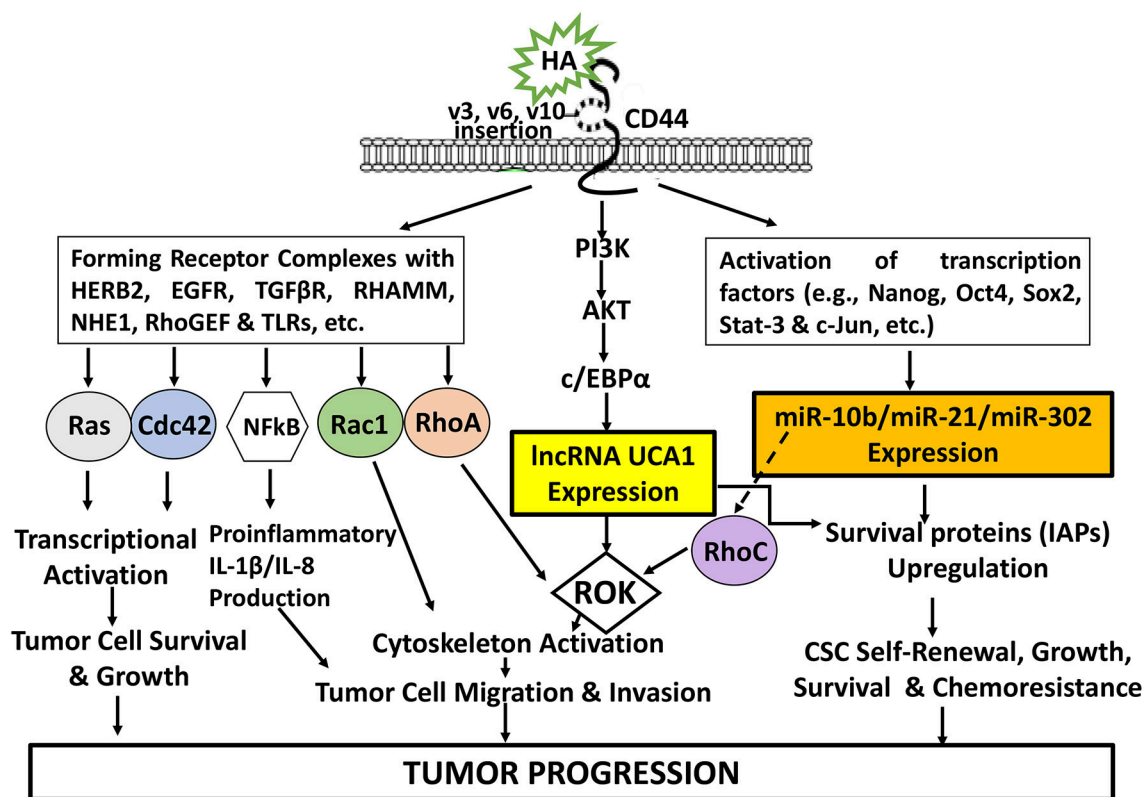 HA
v3, v6, v10
insertion
CD44
Forming Receptor Complexes with
HERB2, EGFR, TGFβR, RHAMM,
NHE1, RhoGEF & TLRs, etc.
PI3K
AKT
c/EBPα
Activation of transcription
factors (e.g., Nanog, Oct4, Sox2,
Stat-3 & c-Jun, etc.)
Ras
Cdc42
NFkB
Rac1
RhoA
lncRNA UCA1
Expression
miR-10b/miR-21/miR-302
Expression
Transcriptional
Activation
Proinflammatory
IL-1β/IL-8
Production
RhoC
ROK
Survival proteins (IAPs)
Upregulation
Tumor Cell Survival
& Growth
Cytoskeleton Activation
Tumor Cell Migration & Invasion
CSC Self-Renewal, Growth,
Survival & Chemoresistance
TUMOR PROGRESSION